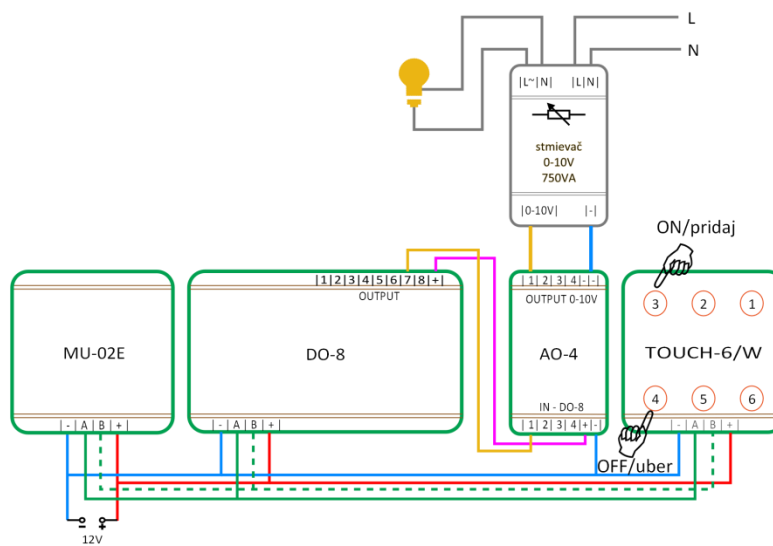 L
N
|L~|N| |L|N|
stmievač
0-10V
750VA
|0-10V| |-|
ON/pridaj
|1|2|3|4|5|6|7|8|+|
OUTPUT
|1|2|3|4|-|-|
OUTPUT 0-10V
3 2 1
MU-02E
DO-8
AO-4
TOUCH-6/W
4 5 6
IN - DO-8
|-|A|B|+|
|-|A|B|+|
|1|2|3|4|+|-|
|-|A|B|+|
OFF/uber
- +
12V